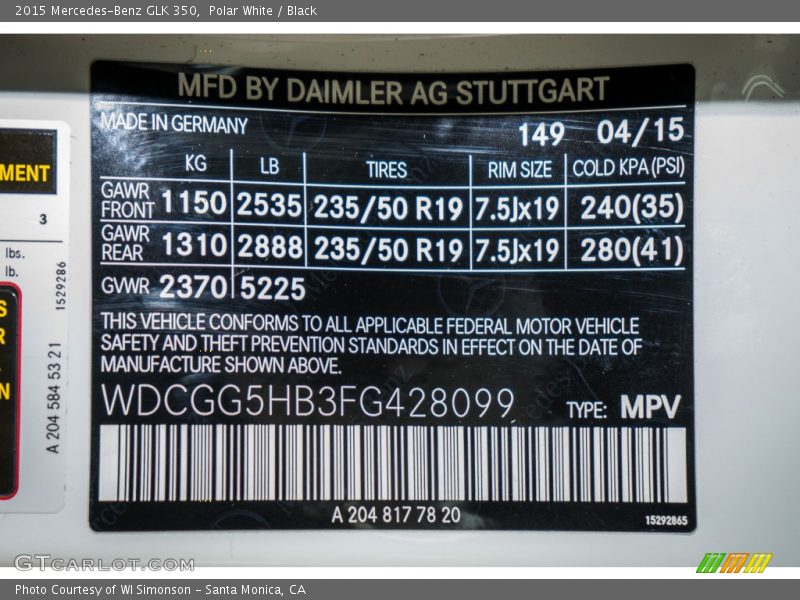 2015 Mercedes-Benz GLK 350,  Polar White / Black
MFD BY DAIMLER AG STUTTGART
MADE IN GERMANY 149 04/15
KG LB TIRES RIM SIZE COLD KPA (PSI)
GAWR FRONT 1150 2535 235/50 R19 7.5Jx19 240(35)
GAWR REAR 1310 2888 235/50 R19 7.5Jx19 280(41)
GVWR 2370 5225
THIS VEHICLE CONFORMS TO ALL APPLICABLE FEDERAL MOTOR VEHICLE
SAFETY AND THEFT PREVENTION STANDARDS IN EFFECT ON THE DATE OF
MANUFACTURE SHOWN ABOVE.
WDCGG5HB3FG428099 TYPE: MPV
A 204 817 78 20 15292865
MENT
3
lbs.
lb.
1529286
A 204 584 53 21
S
R
N
GTCarLot.com
Photo Courtesy of WI Simonson - Santa Monica, CA